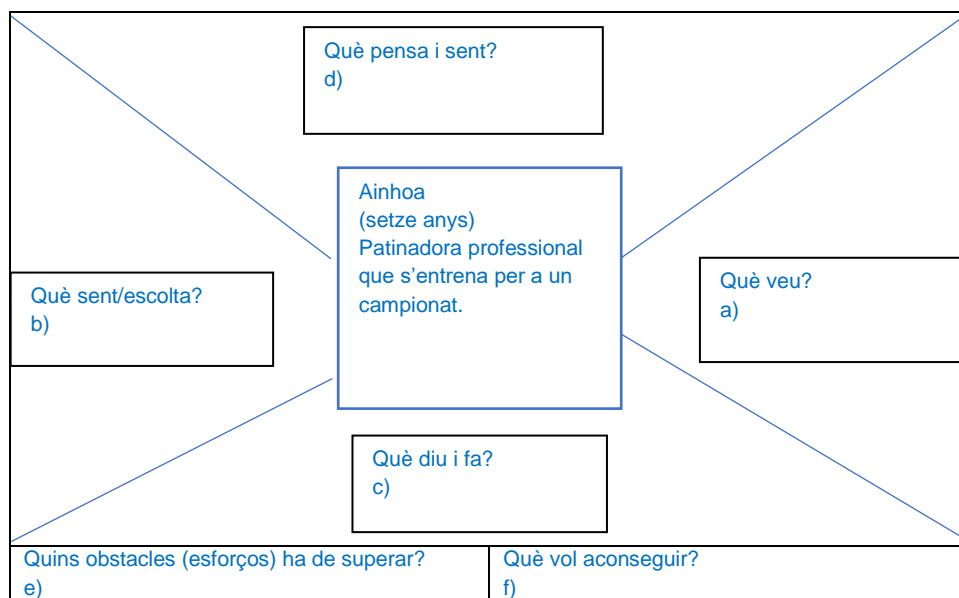 Què pensa i sent?
d)
Ainhoa
(setze anys)
Patinadora professional
que s’entrena per a un
campionat.
Què sent/escolta?
b)
Què veu?
a)
Què diu i fa?
c)
Quins obstacles (esforços) ha de superar?
e)
Què vol aconseguir?
f)